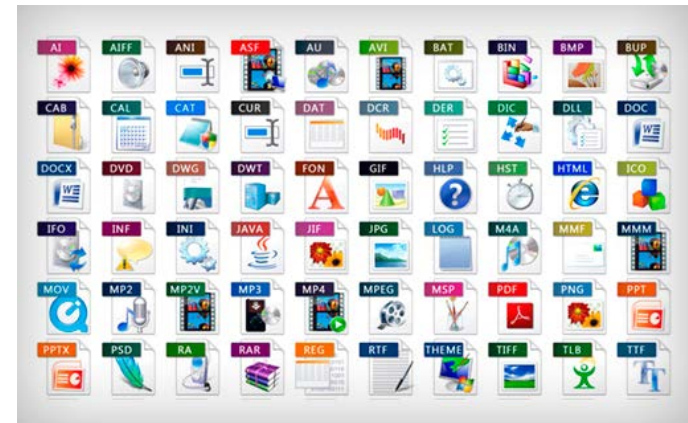 AI AIFF ANI ASF AU AVI BAT BIN BMP BUP
CAB CAL CAT CUR DAT DCR DER DIC DLL DOC
DOCX DVD DWG DWT FON GIF HLP HST HTML ICO
IFO INF INI JAVA JIF JPG LOG M4A MMF MMM
MOV MP2 MP2V MP3 MP4 MPEG MSP PDF PNG PPT
PPTX PSD RA RAR REG RTF THEME TIFF TLB TTF